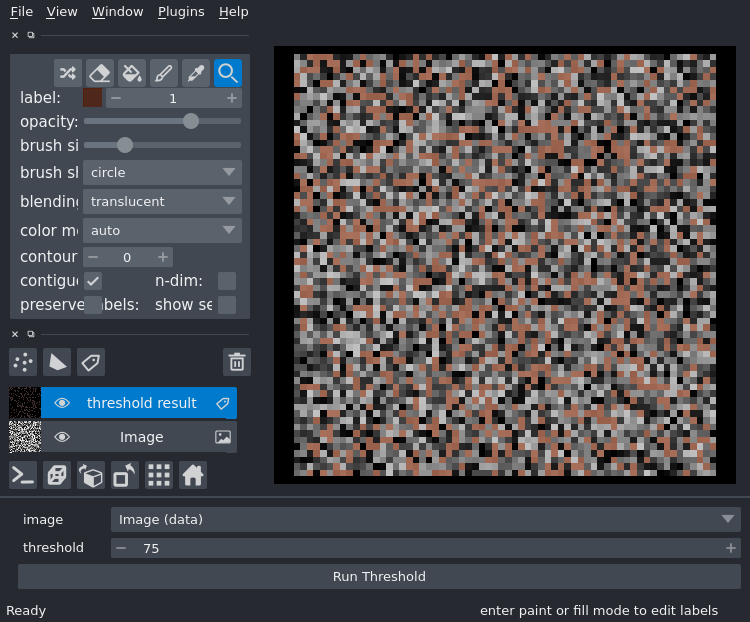 File View Window Plugins Help
label: 1
opacity:
brush si
brush sl circle
blending translucent
color m auto
contour 0
contigu n-dim:
preserve abels: show se
threshold result
Image
image Image (data)
threshold 75
Run Threshold
Ready enter paint or fill mode to edit labels